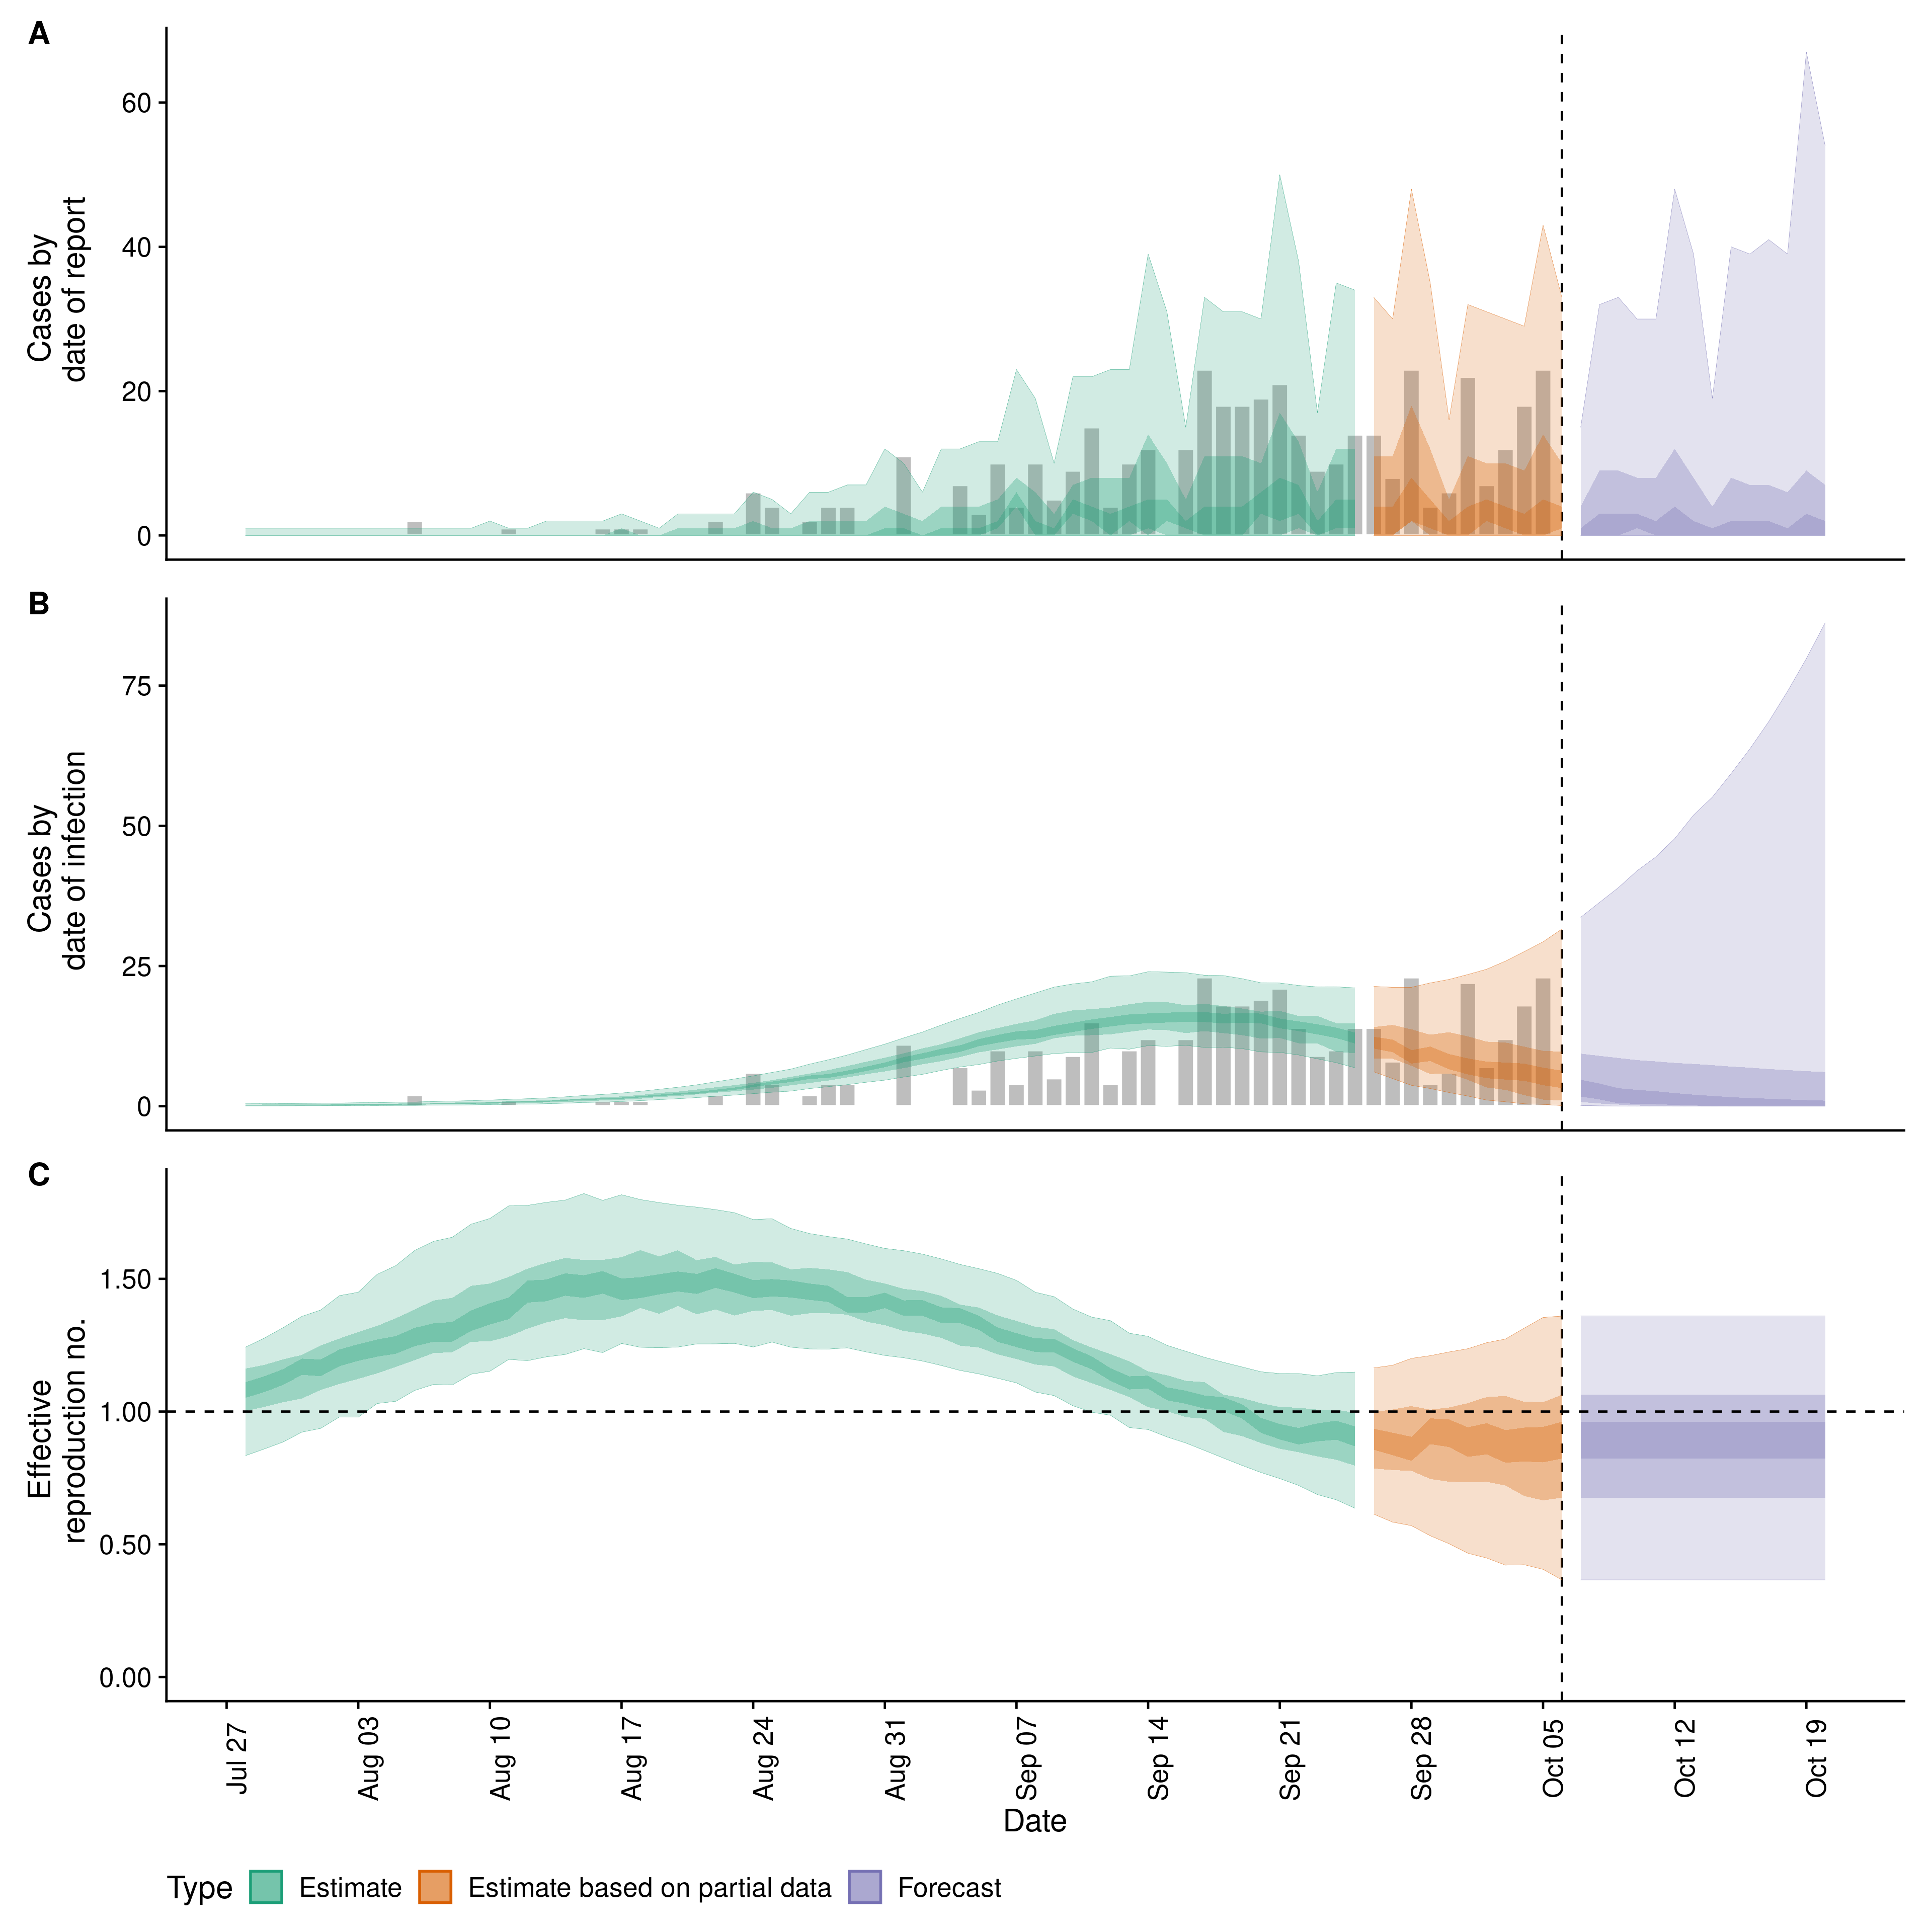 A
Cases by
date of report
60
40
20
0
B
Cases by
date of infection
75
50
25
0
C
Effective
reproduction no.
1.50
1.00
0.50
0.00
Jul 27
Aug 03
Aug 10
Aug 17
Aug 24
Aug 31
Sep 07
Sep 14
Sep 21
Sep 28
Oct 05
Oct 12
Oct 19
Date
Type Estimate Estimate based on partial data Forecast